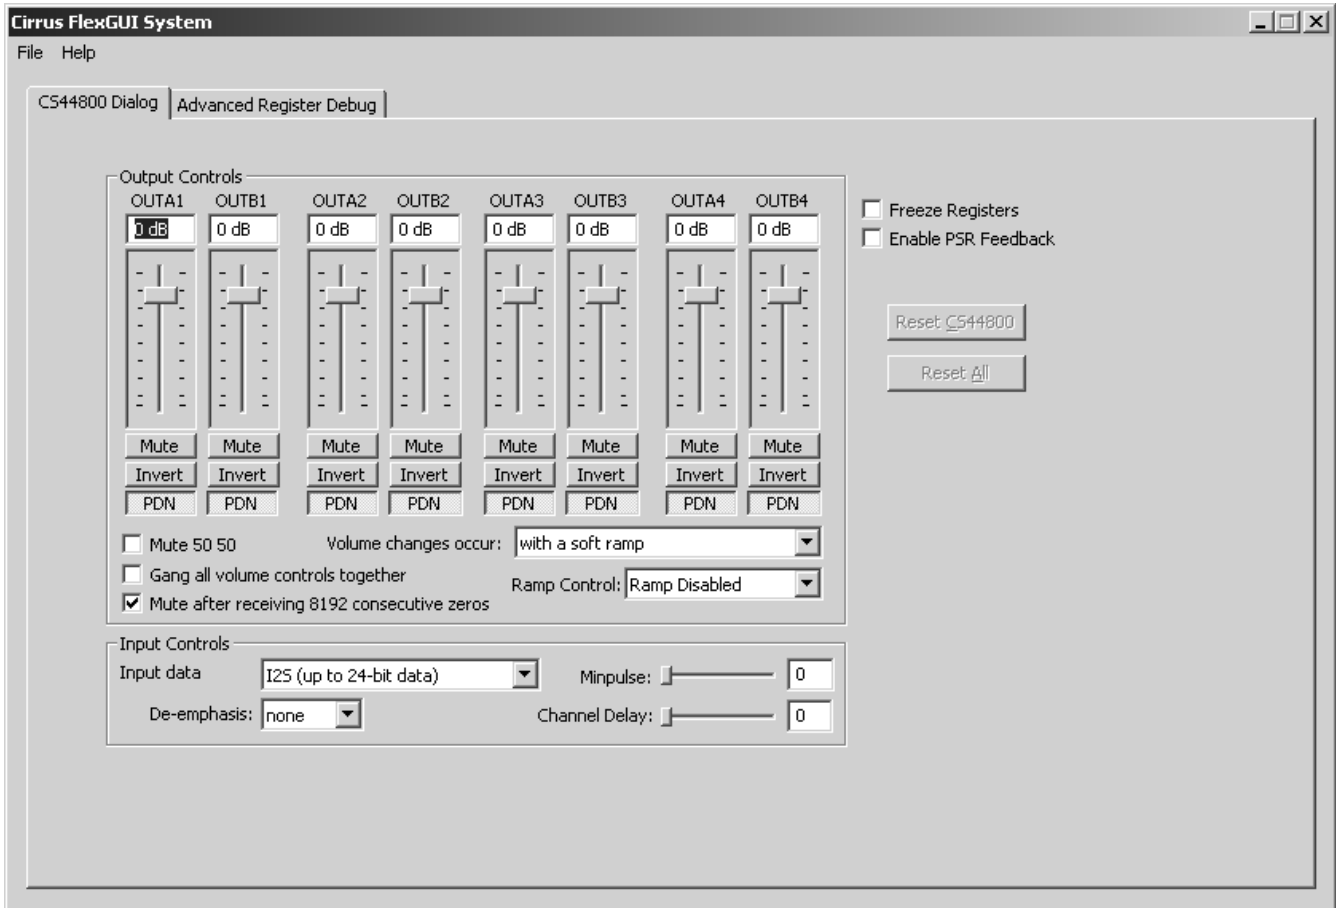 Cirrus FlexGUI System
File Help
CS44800 Dialog Advanced Register Debug
Output Controls
OUTA1 OUTB1 OUTA2 OUTB2 OUTA3 OUTB3 OUTA4 OUTB4
0 dB 0 dB 0 dB 0 dB 0 dB 0 dB 0 dB 0 dB
Freeze Registers
Enable PSR Feedback
Reset CS44800
Reset All
Mute Mute Mute Mute Mute Mute Mute Mute
Invert Invert Invert Invert Invert Invert Invert Invert
PDN PDN PDN PDN PDN PDN PDN PDN
Mute 50 50 Volume changes occur: with a soft ramp
Gang all volume controls together Ramp Control: Ramp Disabled
Mute after receiving 8192 consecutive zeros
Input Controls
Input data I2S (up to 24-bit data) Minpulse: 0
De-emphasis: none Channel Delay: 0